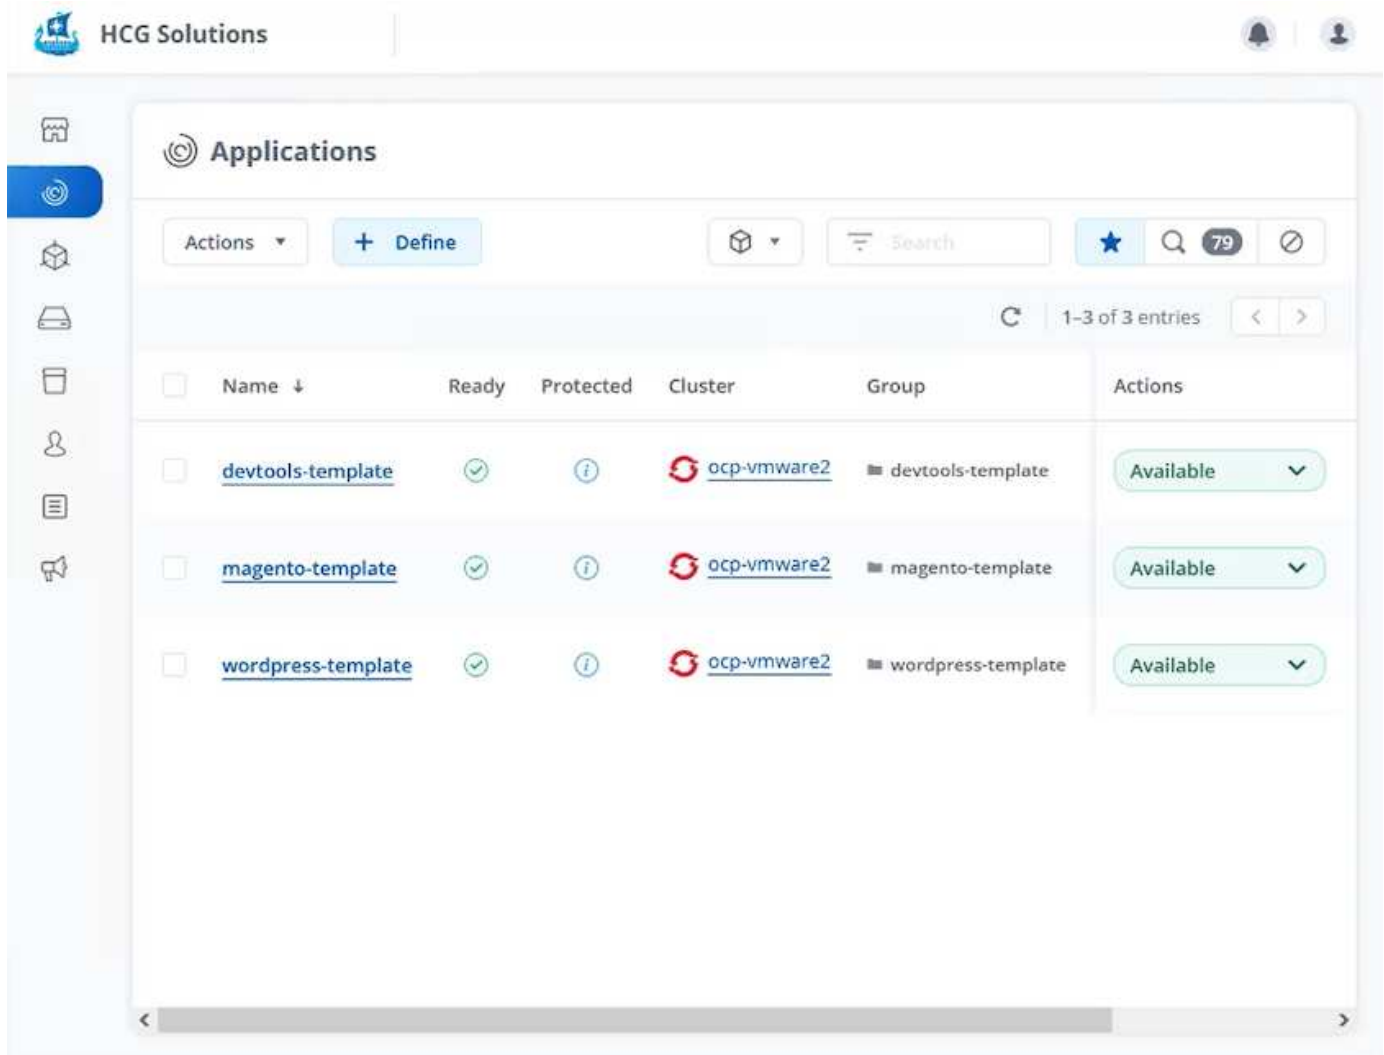 HCG Solutions
Applications
Actions
+ Define
Search
79
1–3 of 3 entries
Name Ready Protected Cluster Group Actions
devtools-template ocp-vmware2 devtools-template Available
magento-template ocp-vmware2 magento-template Available
wordpress-template ocp-vmware2 wordpress-template Available